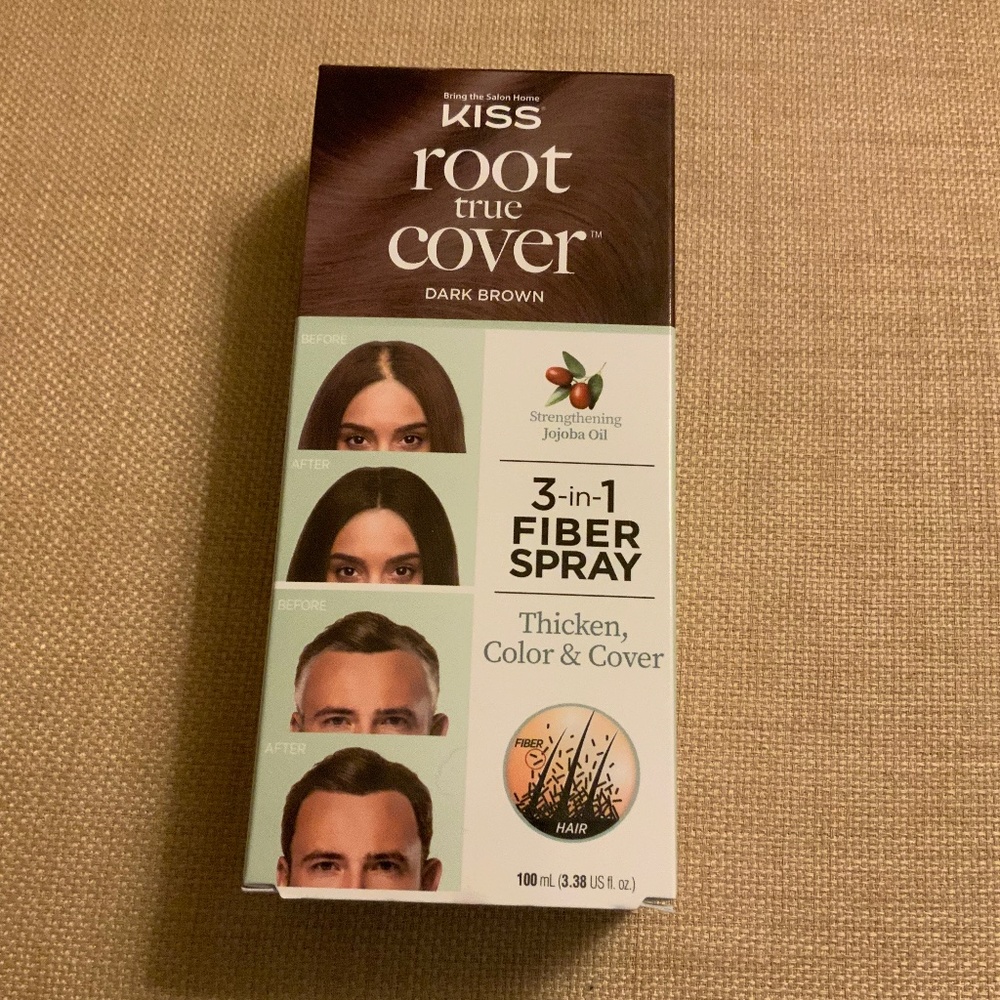 Bring the Salon Home
KISS
root
true
cover™
DARK BROWN
BEFORE
AFTER
BEFORE
AFTER
Strengthening
Jojoba Oil
3-in-1
FIBER
SPRAY
Thicken,
Color & Cover
FIBER
HAIR
100 mL (3.38 US fl. oz.)